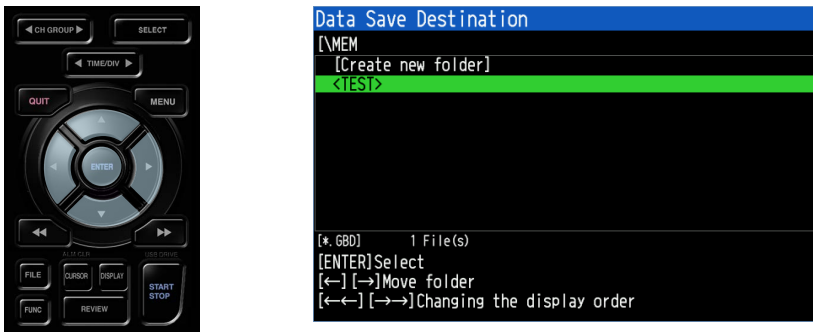 ◀ CH GROUP ▶
SELECT
◀ TIME/DIV ▶
QUIT
MENU
ENTER
ALM CLR
USB DRIVE
FILE
CURSOR
DISPLAY
START
STOP
FUNC
REVIEW
Data Save Destination
[\MEM
[Create new folder]
<TEST>
[*.GBD] 1 File(s)
[ENTER]Select
[←][→]Move folder
[←←][→→]Changing the display order